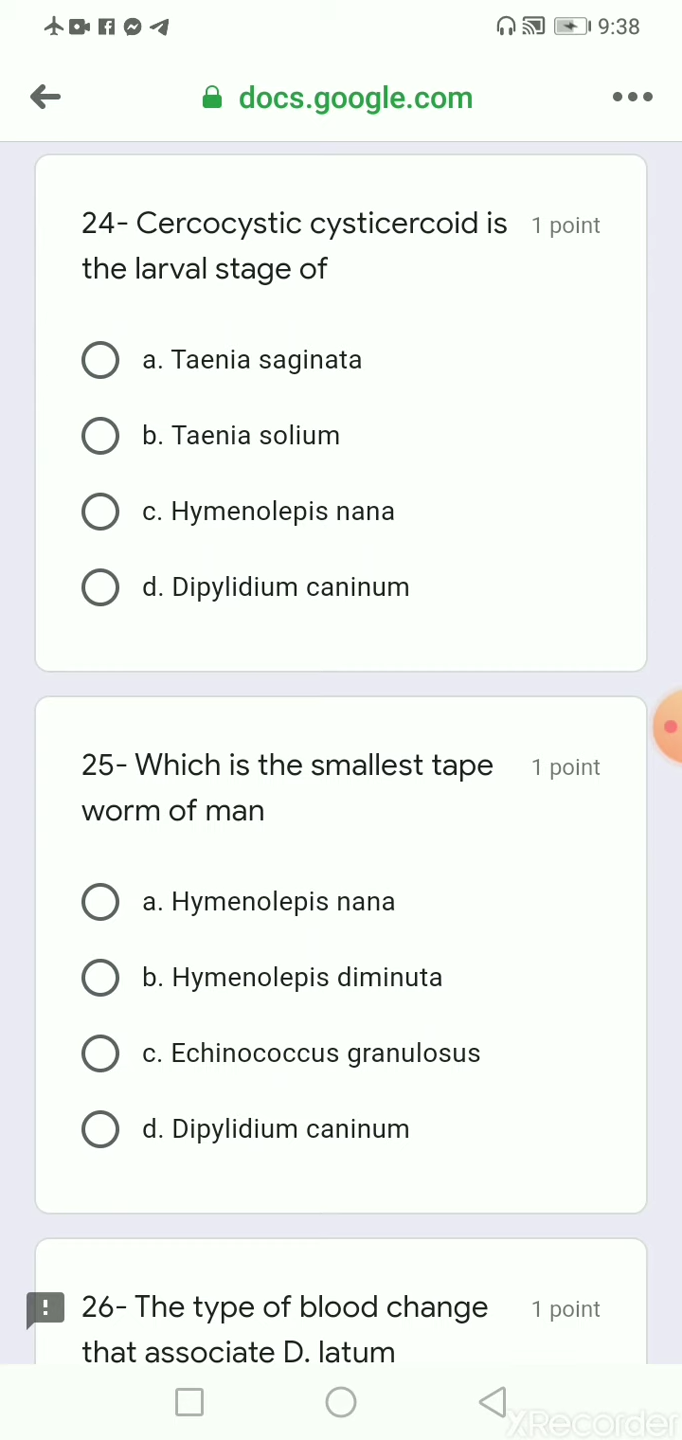 9:38
docs.google.com
24- Cercocystic cysticercoid is 1 point
the larval stage of
a. Taenia saginata
b. Taenia solium
c. Hymenolepis nana
d. Dipylidium caninum
25- Which is the smallest tape 1 point
worm of man
a. Hymenolepis nana
b. Hymenolepis diminuta
c. Echinococcus granulosus
d. Dipylidium caninum
26- The type of blood change 1 point
that associate D. latum
XRecorder